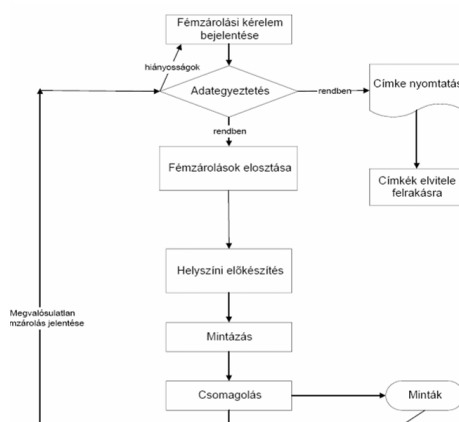 Fémzárolási kérelem
bejelentése
hiányosságok
Adategyeztetés
rendben
Címke nyomtatás
rendben
Fémzárolások elosztása
Címkék elvitele
felrakásra
Helyszíni előkészítés
Megvalósulatlan
mzárolás jelentése
Mintázás
Csomagolás
Minták